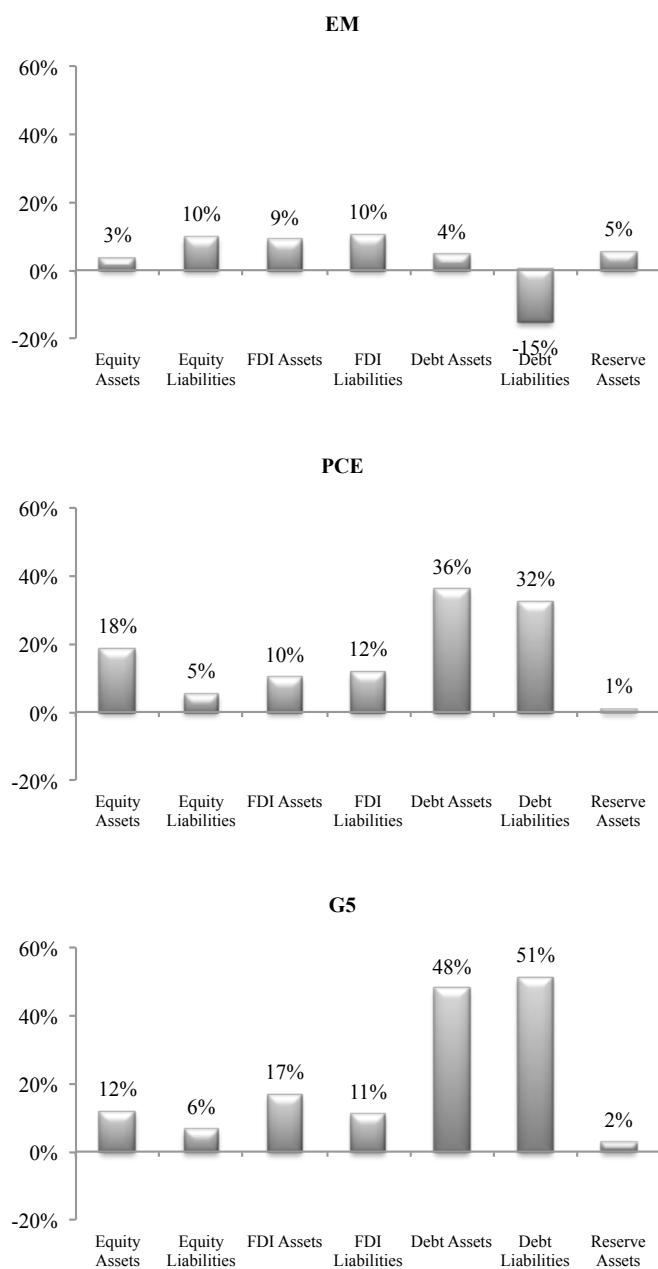 EM
60%
40%
20%
0%
-20%
3%
10%
9%
10%
4%
-15%
5%
Equity
Assets
Equity
Liabilities
FDI Assets
FDI
Liabilities
Debt Assets
Debt
Liabilities
Reserve
Assets
PCE
60%
40%
20%
0%
-20%
18%
5%
10%
12%
36%
32%
1%
Equity
Assets
Equity
Liabilities
FDI Assets
FDI
Liabilities
Debt Assets
Debt
Liabilities
Reserve
Assets
G5
60%
40%
20%
0%
-20%
12%
6%
17%
11%
48%
51%
2%
Equity
Assets
Equity
Liabilities
FDI Assets
FDI
Liabilities
Debt Assets
Debt
Liabilities
Reserve
Assets